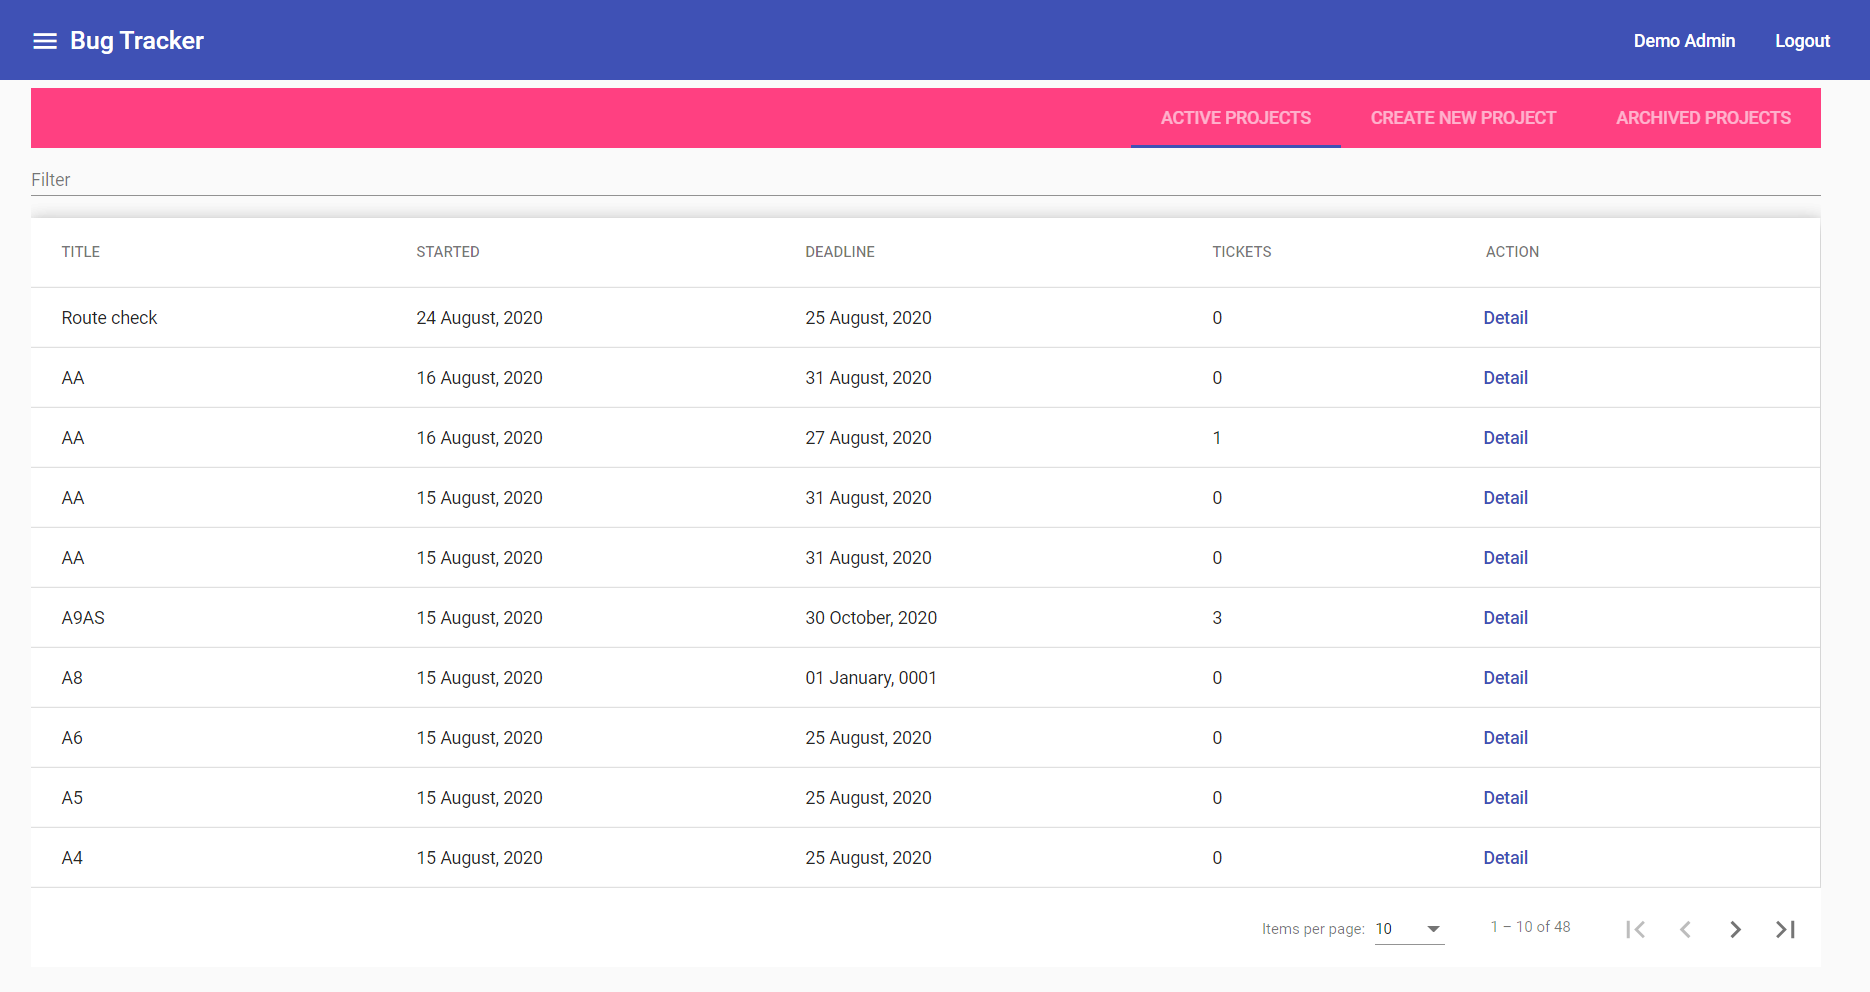 Bug Tracker Demo Admin Logout
ACTIVE PROJECTS CREATE NEW PROJECT ARCHIVED PROJECTS
Filter
TITLE STARTED DEADLINE TICKETS ACTION
Route check 24 August, 2020 25 August, 2020 0 Detail
AA 16 August, 2020 31 August, 2020 0 Detail
AA 16 August, 2020 27 August, 2020 1 Detail
AA 15 August, 2020 31 August, 2020 0 Detail
AA 15 August, 2020 31 August, 2020 0 Detail
A9AS 15 August, 2020 30 October, 2020 3 Detail
A8 15 August, 2020 01 January, 0001 0 Detail
A6 15 August, 2020 25 August, 2020 0 Detail
A5 15 August, 2020 25 August, 2020 0 Detail
A4 15 August, 2020 25 August, 2020 0 Detail
Items per page: 10 1 – 10 of 48